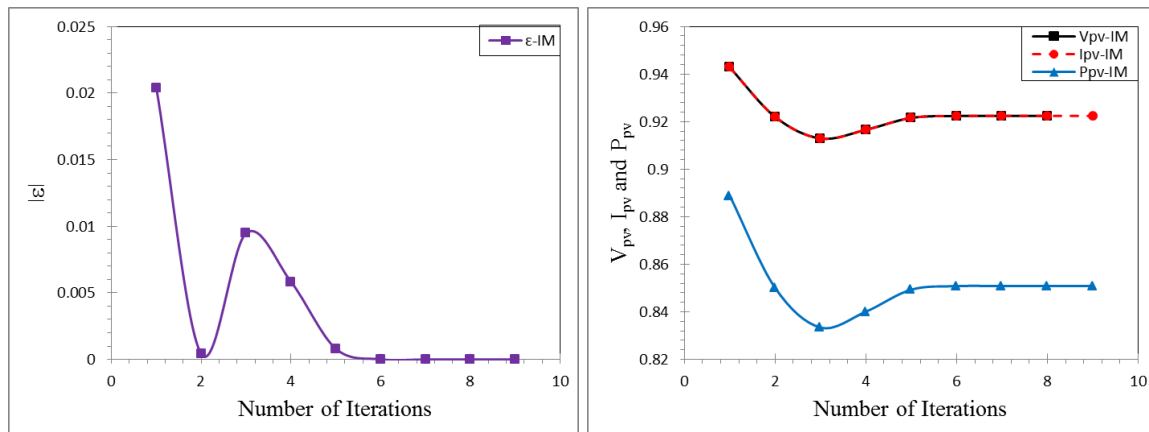 0.025
0.02
0.015
0.01
0.005
0
|ε|
ε-IM
0 2 4 6 8 10
Number of Iterations
0.96
0.94
0.92
0.9
0.88
0.86
0.84
0.82
Vpv, Ipv and Ppv
Vpv-IM
Ipv-IM
Ppv-IM
0 2 4 6 8 10
Number of Iterations